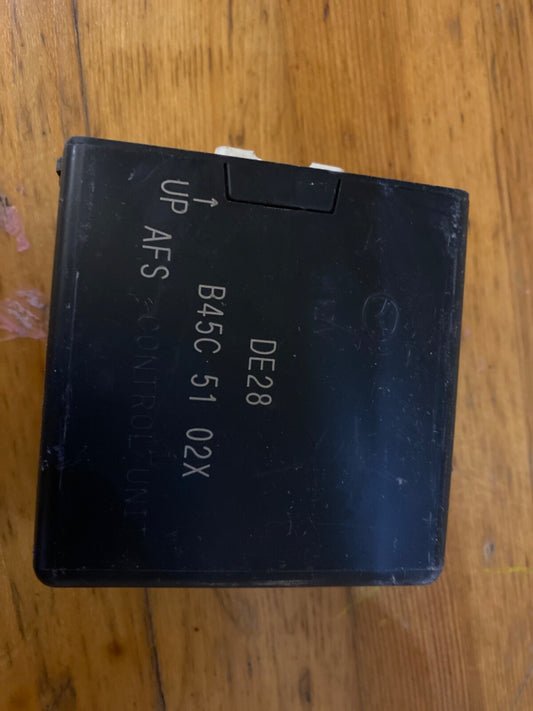 DE28
B45C 51 02X
↑
UP AFS CONTROL UNIT